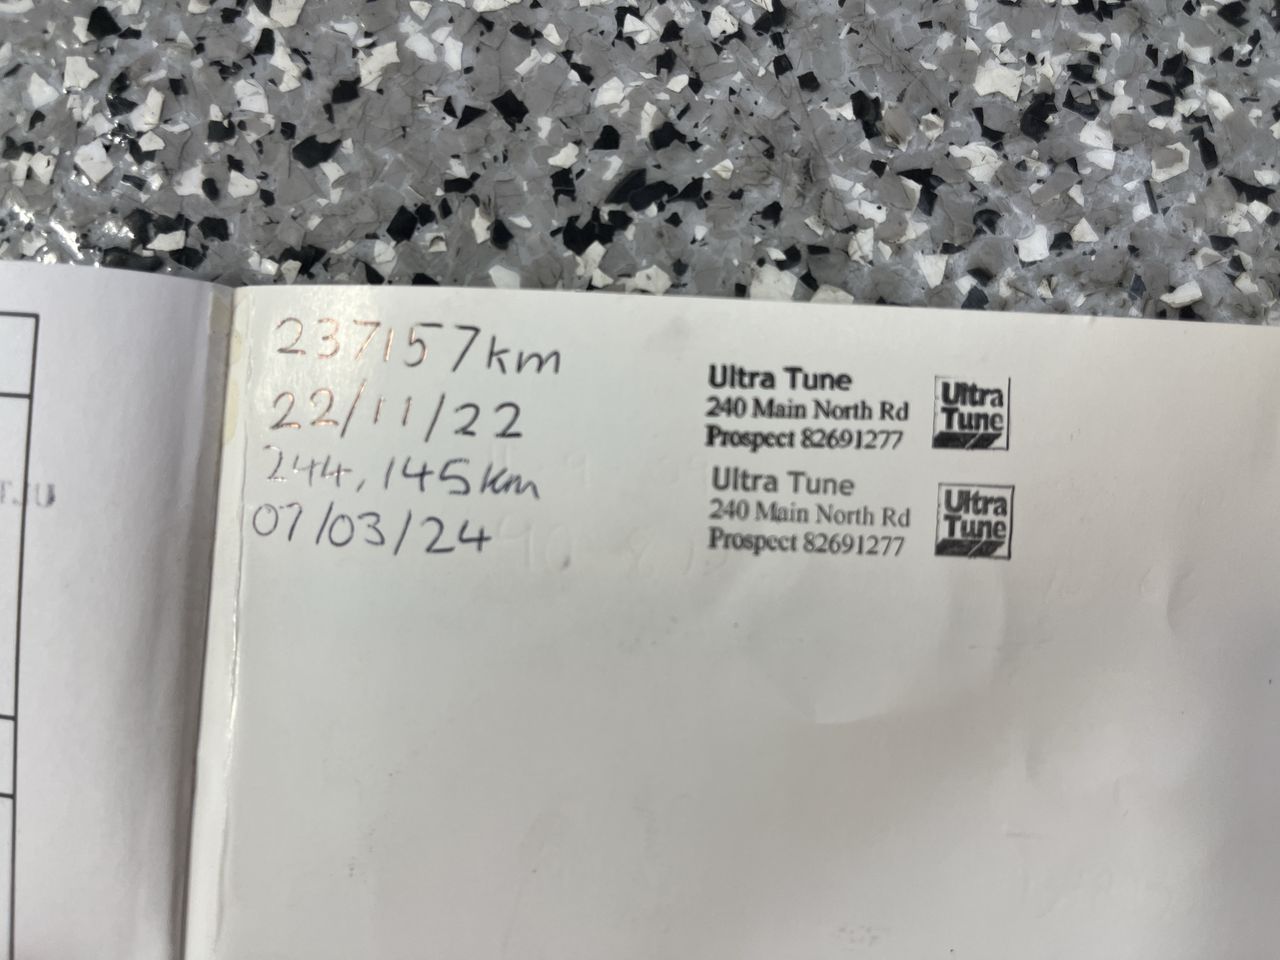 237157km
22/11/22
244,145km
07/03/24
Ultra Tune
240 Main North Rd
Prospect 82691277
Ultra
Tune
Ultra Tune
240 Main North Rd
Prospect 82691277
Ultra
Tune